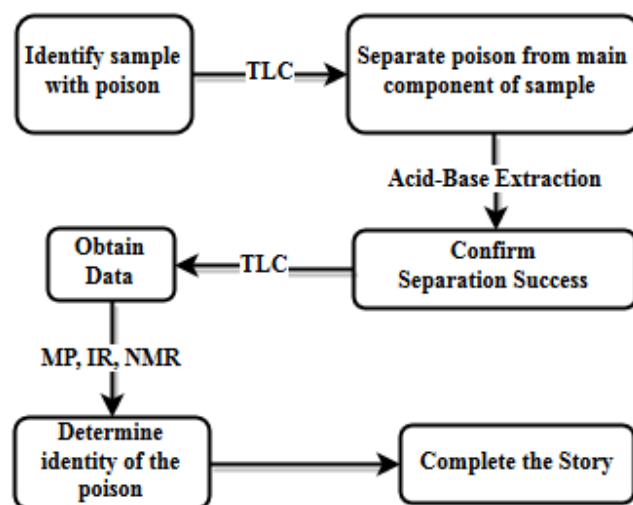 Identify sample
with poison
TLC
Separate poison from main
component of sample
Acid-Base Extraction
Confirm
Separation Success
TLC
Obtain
Data
MP, IR, NMR
Determine
identity of the
poison
Complete the Story